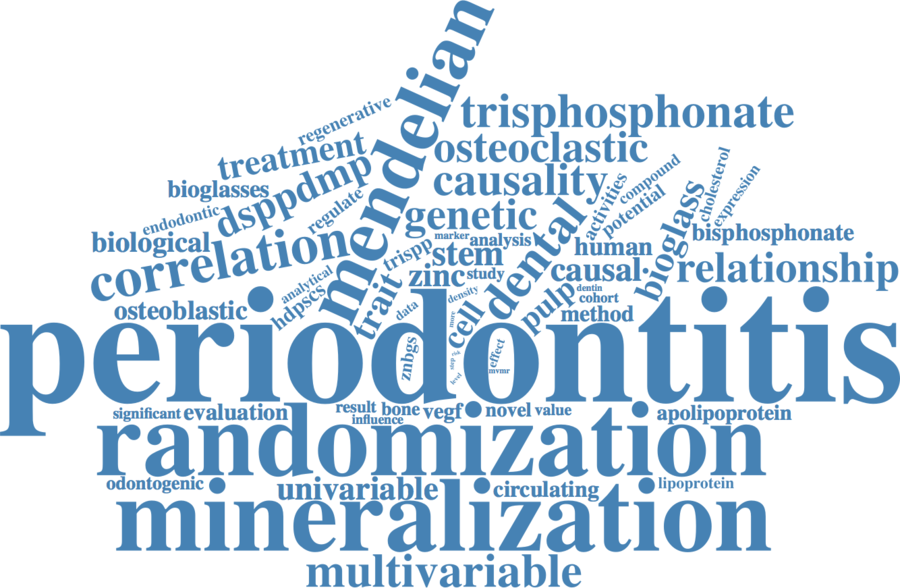 mendelian
trisphosphonate
regenerative
treatment
osteoclastic
dsppdmp
causality
compound
cholesterol
bioglasses
activities
expression
endodontic
regulate
genetic
potential
bioglass
biological
correlation
marker
analysis
dental
human
bisphosphonate
trispp
stem
zinc
study
causal
relationship
analytical
hdpscs
trait
density
dentin
cohort
osteoblastic
data
cell
pulp
method
more
periodontitis
znbgs
step
effect
mvmr
level
significant
evaluation
result
bone
vegf
novel
value
apolipoprotein
influence
randomization
odontogenic
univariable
circulating
lipoprotein
mineralization
multivariable